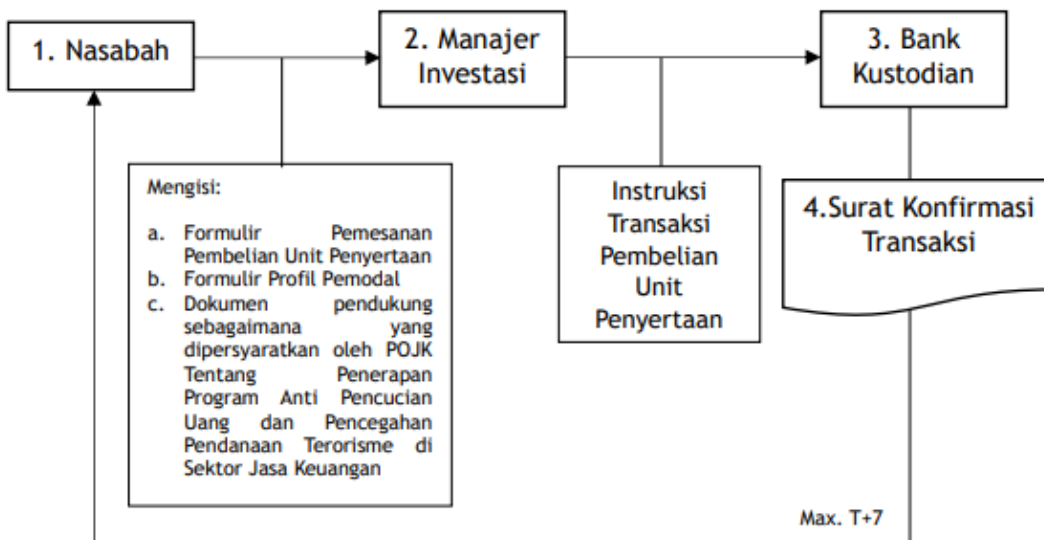 1. Nasabah
2. Manajer
Investasi
3. Bank
Kustodian
Mengisi:
a. Formulir Pemesanan
Pembelian Unit Penyertaan
b. Formulir Profil Pemodal
c. Dokumen pendukung
sebagaimana yang
dipersyaratkan oleh POJK
Tentang Penerapan
Program Anti Pencucian
Uang dan Pencegahan
Pendanaan Terorisme di
Sektor Jasa Keuangan
Instruksi
Transaksi
Pembelian
Unit
Penyertaan
4.Surat Konfirmasi
Transaksi
Max. T+7